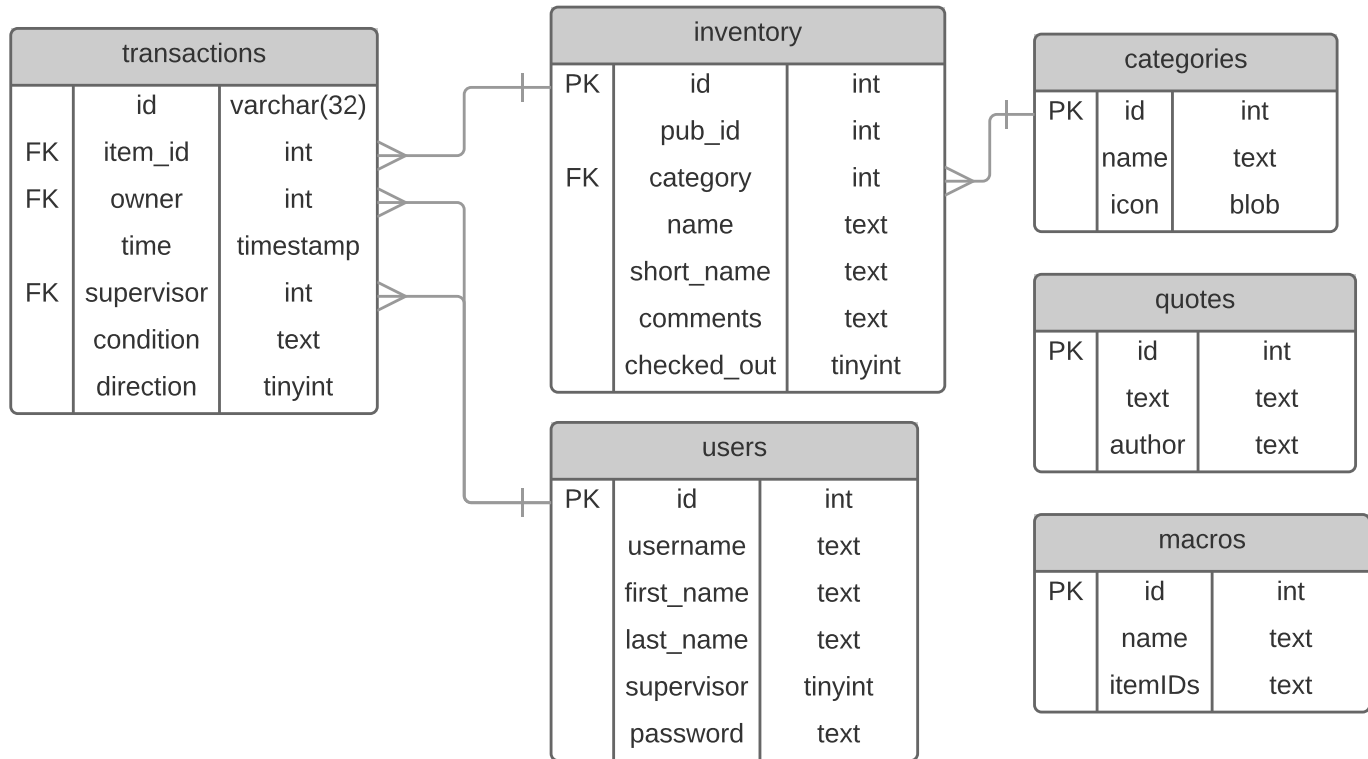 transactions
id varchar(32)
FK item_id int
FK owner int
time timestamp
FK supervisor int
condition text
direction tinyint
inventory
PK id int
pub_id int
FK category int
name text
short_name text
comments text
checked_out tinyint
users
PK id int
username text
first_name text
last_name text
supervisor tinyint
password text
categories
PK id int
name text
icon blob
quotes
PK id int
text text
author text
macros
PK id int
name text
itemIDs text